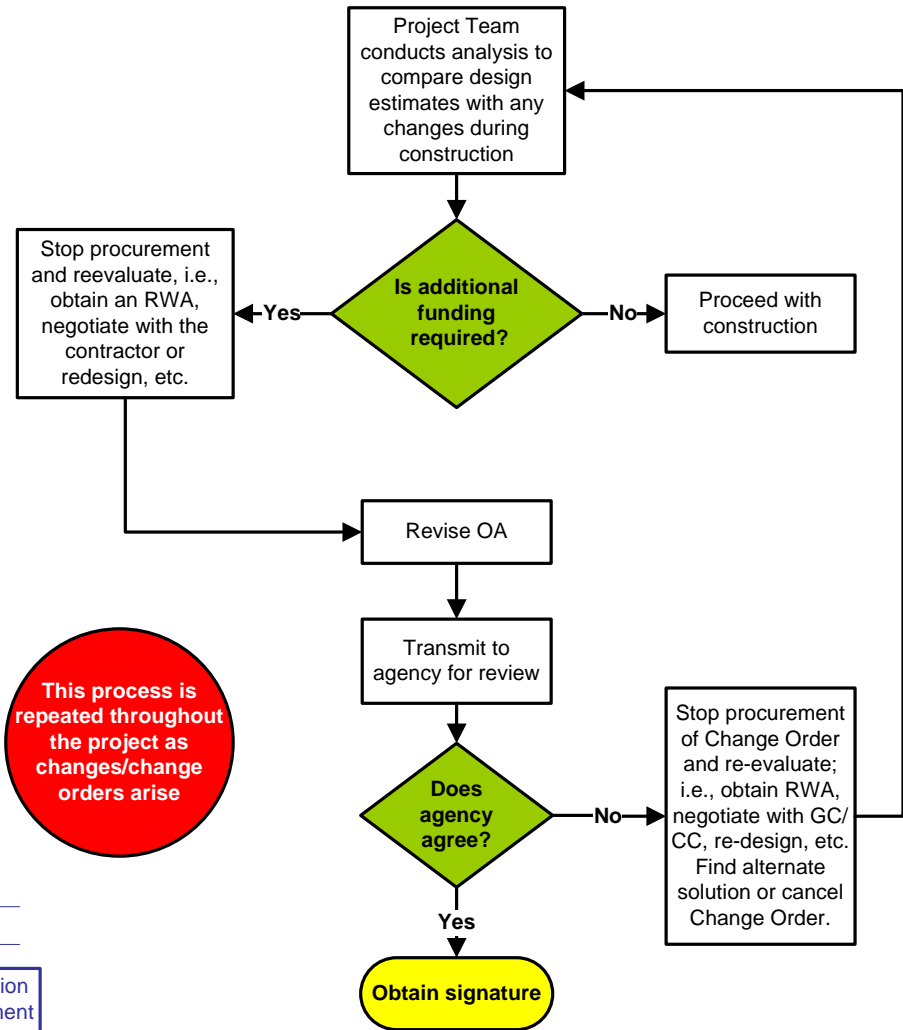 Project Team
conducts analysis to
compare design
estimates with any
changes during
construction
Is additional
funding
required?
Yes
No
Stop procurement
and reevaluate, i.e.,
obtain an RWA,
negotiate with the
contractor or
redesign, etc.
Proceed with
construction
Revise OA
Transmit to
agency for review
This process is
repeated throughout
the project as
changes/change
orders arise
Does
agency
agree?
No
Stop procurement
of Change Order
and re-evaluate;
i.e., obtain RWA,
negotiate with GC/
CC, re-design, etc.
Find alternate
solution or cancel
Change Order.
Yes
Obtain signature